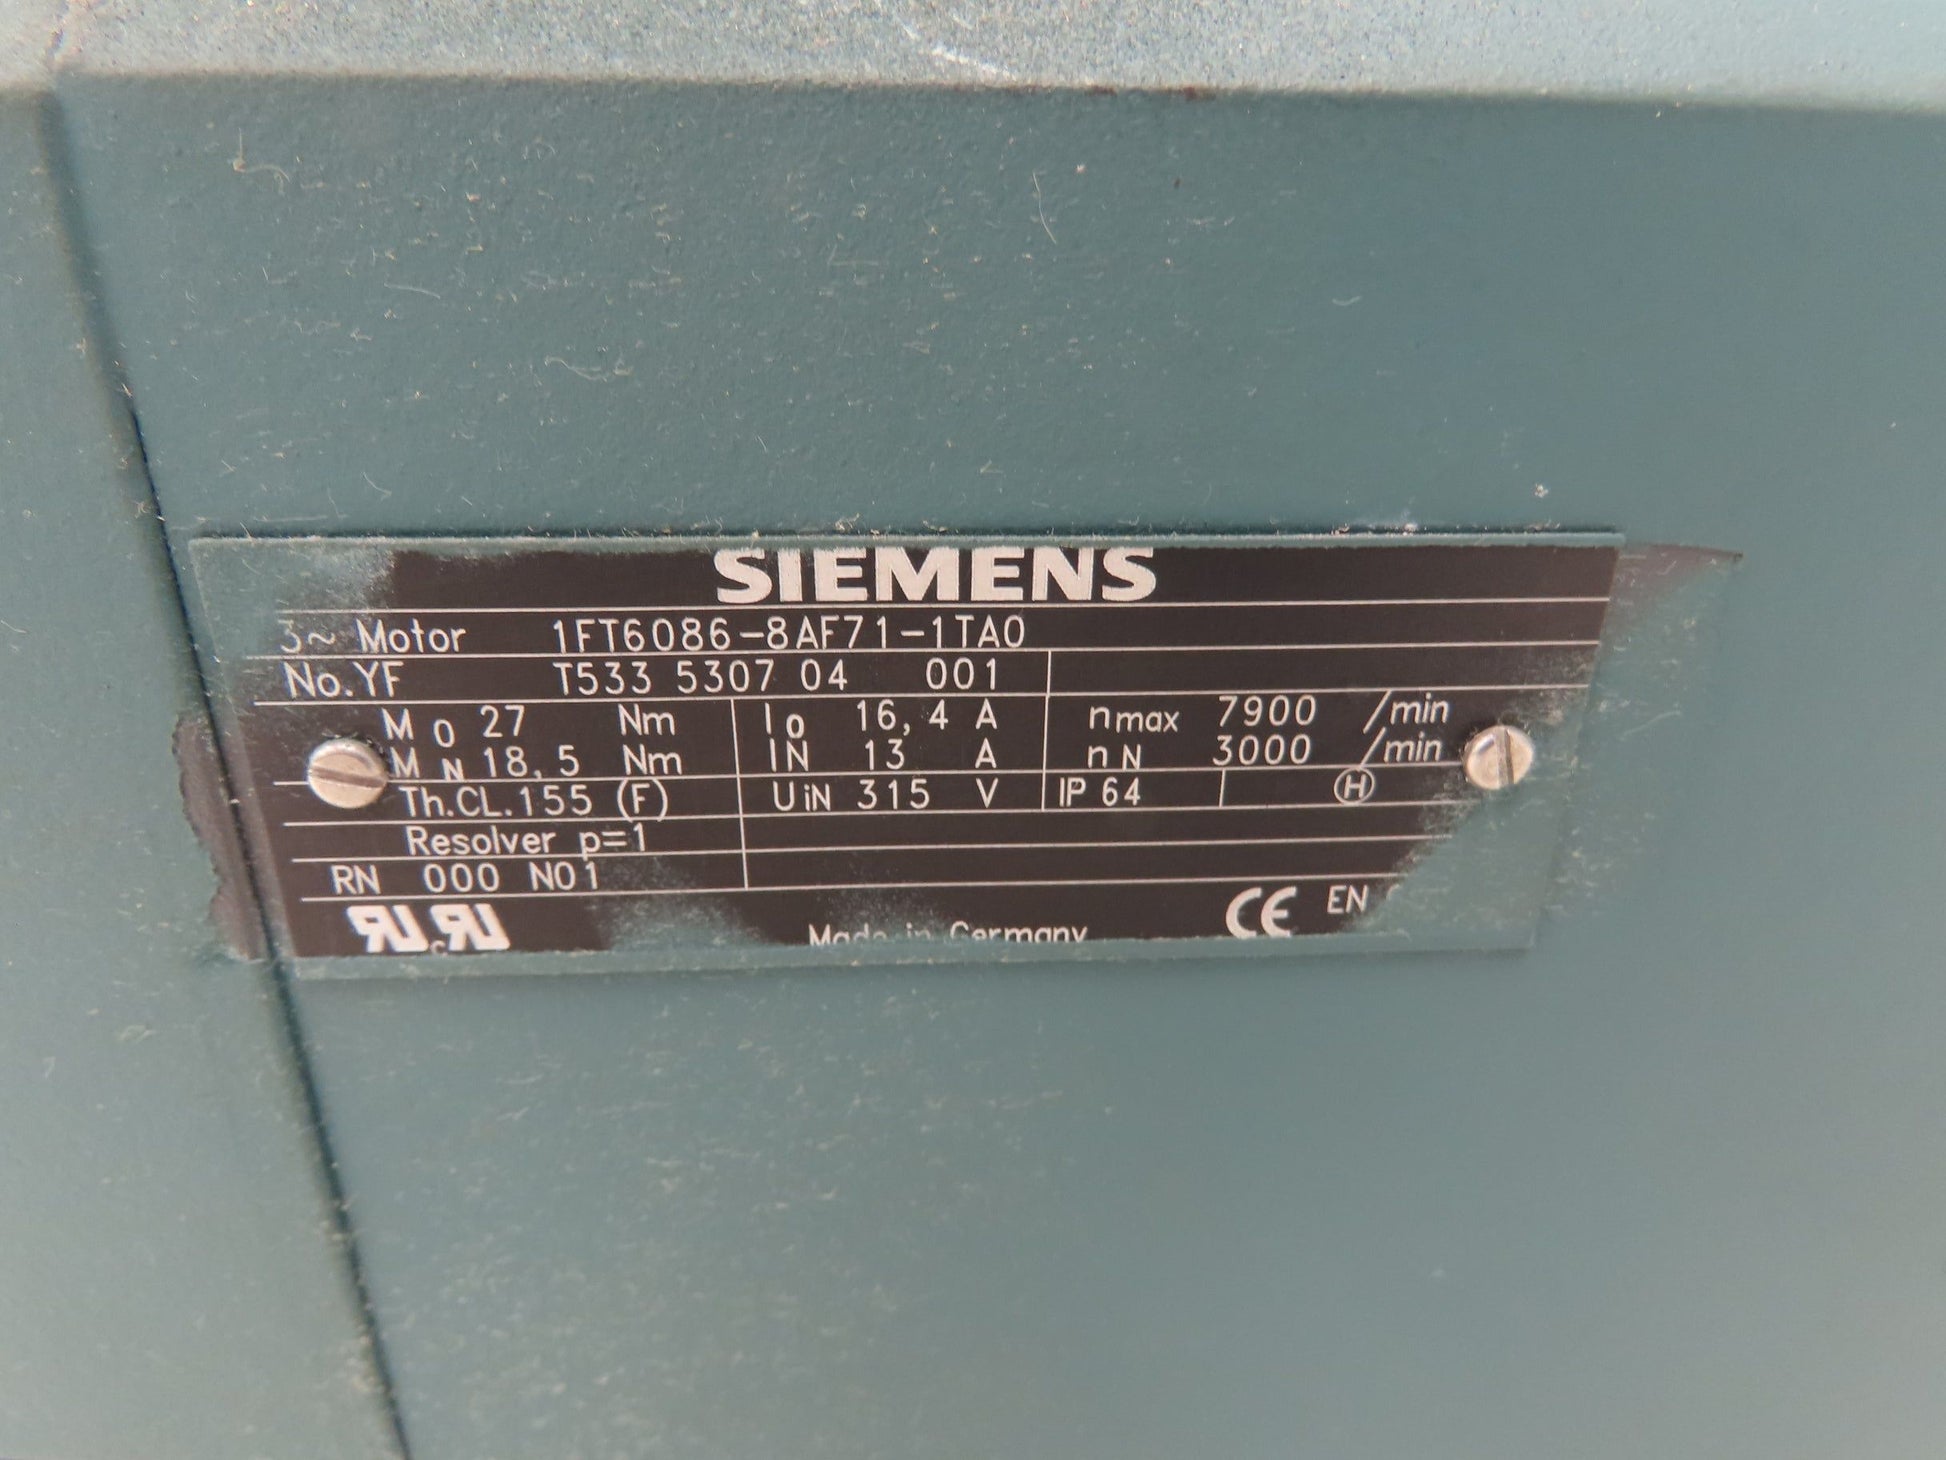 SIEMENS
3~ Motor 1FT6086-8AF71-1TA0
No.YF T533 5307 04 001
M0 27 Nm I0 16,4 A nmax 7900 /min
MN 18,5 Nm IN 13 A nN 3000 /min
Th.CL.155 (F) UiN 315 V IP 64 H
Resolver p=1
RN 000 N01
RU cRU CE EN
Made in Germany